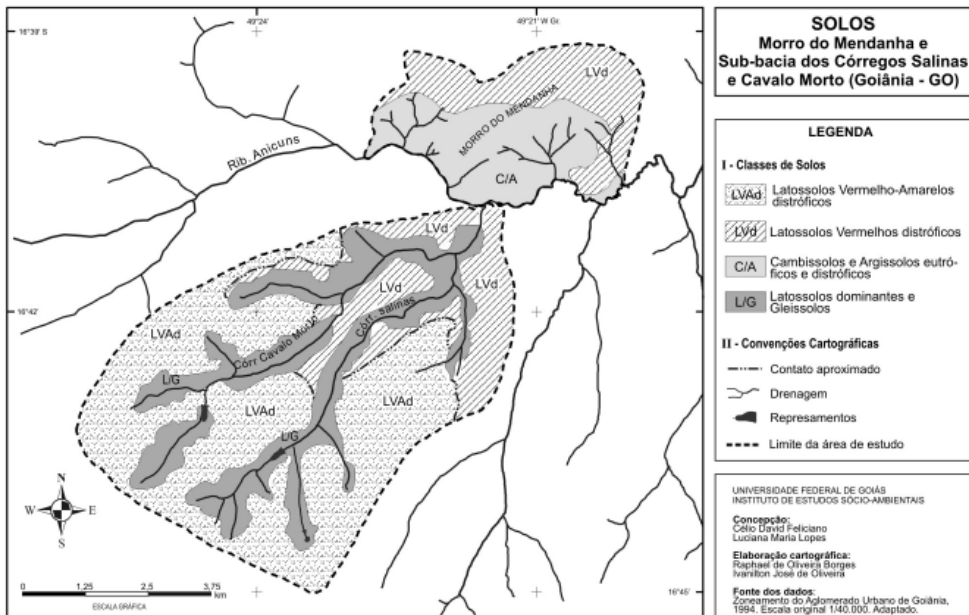 49°24'
49°21' W Gr.
16°39' S
LVd
MORRO DO MENDANHA
Rib. Anicuns
C/A
LVd
LVd
LVd
16°42'
Córr. salinas
LVAd
Córr Cavalo Morto
L/G
LVAd
LVAd
L/G
N
W E
S
0 1,25 2,5 3,75
km
ESCALA GRÁFICA
16°45'
SOLOS
Morro do Mendanha e
Sub-bacia dos Córregos Salinas
e Cavalo Morto (Goiânia - GO)
LEGENDA
I - Classes de Solos
LVAd Latossolos Vermelho-Amarelos
distróficos
LVd Latossolos Vermelhos distróficos
C/A Cambissolos e Argissolos eutró-
ficos e distróficos
L/G Latossolos dominantes e
Gleissolos
II - Convenções Cartográficas
Contato aproximado
Drenagem
Represamentos
Limite da área de estudo
UNIVERSIDADE FEDERAL DE GOIÁS
INSTITUTO DE ESTUDOS SÓCIO-AMBIENTAIS
Concepção:
Célio David Feliciano
Luciana Maria Lopes
Elaboração cartográfica:
Raphael de Oliveira Borges
Ivanilton José de Oliveira
Fonte dos dados:
Zoneamento do Aglomerado Urbano de Goiânia,
1994. Escala original 1/40.000. Adaptado.